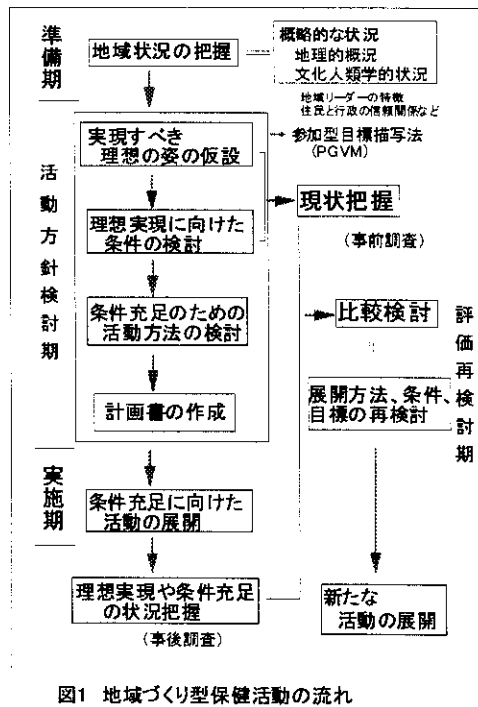 準備期
地域状況の把握
概略的な状況
地理的概況
文化人類学的状況
地域リーダーの特徴
住民と行政の信頼関係など
活動方針検討期
実現すべき
理想の姿の仮設
参加型目標描写法
(PGVM)
理想実現に向けた
条件の検討
現状把握
(事前調査)
条件充足のための
活動方法の検討
計画書の作成
比較検討
評価再検討期
展開方法、条件、
目標の再検討
実施期
条件充足に向けた
活動の展開
理想実現や条件充足
の状況把握
(事後調査)
新たな
活動の展開
図1 地域づくり型保健活動の流れ